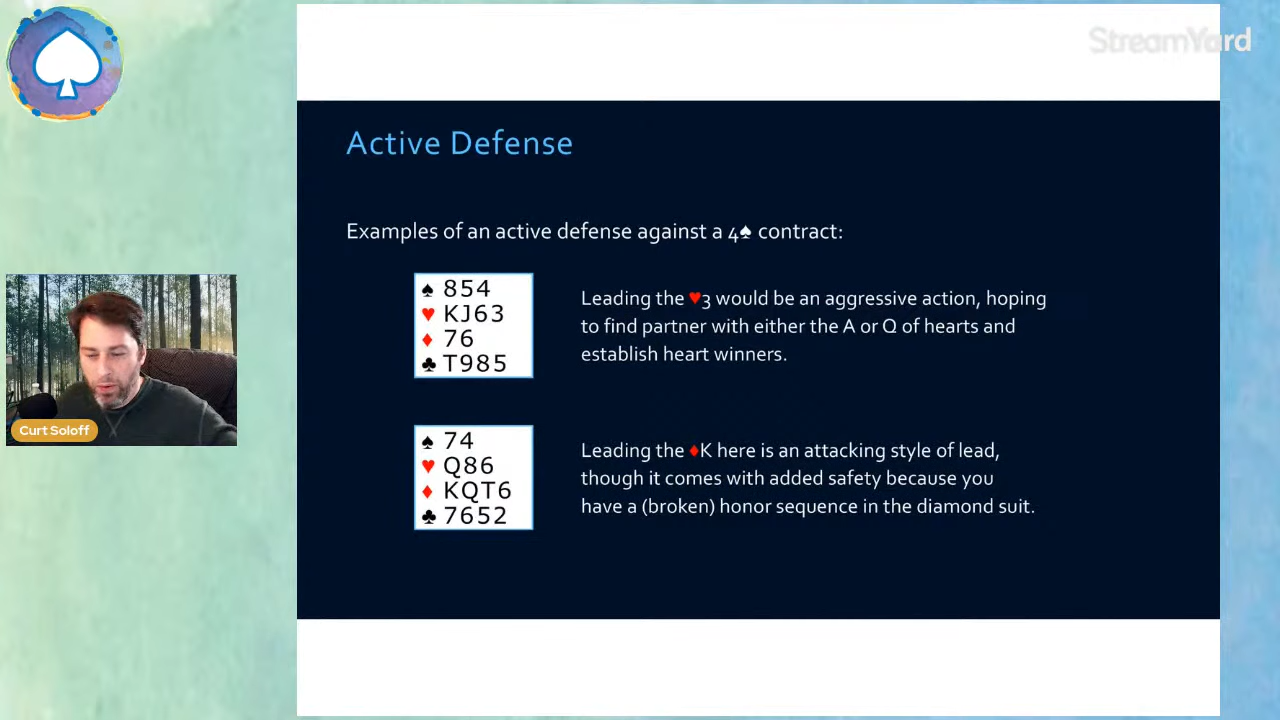 StreamYard
Active Defense
Examples of an active defense against a 4♠ contract:
♠ 854
♥ KJ63
♦ 76
♣ T985
Leading the ♥3 would be an aggressive action, hoping
to find partner with either the A or Q of hearts and
establish heart winners.
Curt Soloff
♠ 74
♥ Q86
♦ KQT6
♣ 7652
Leading the ♦K here is an attacking style of lead,
though it comes with added safety because you
have a (broken) honor sequence in the diamond suit.